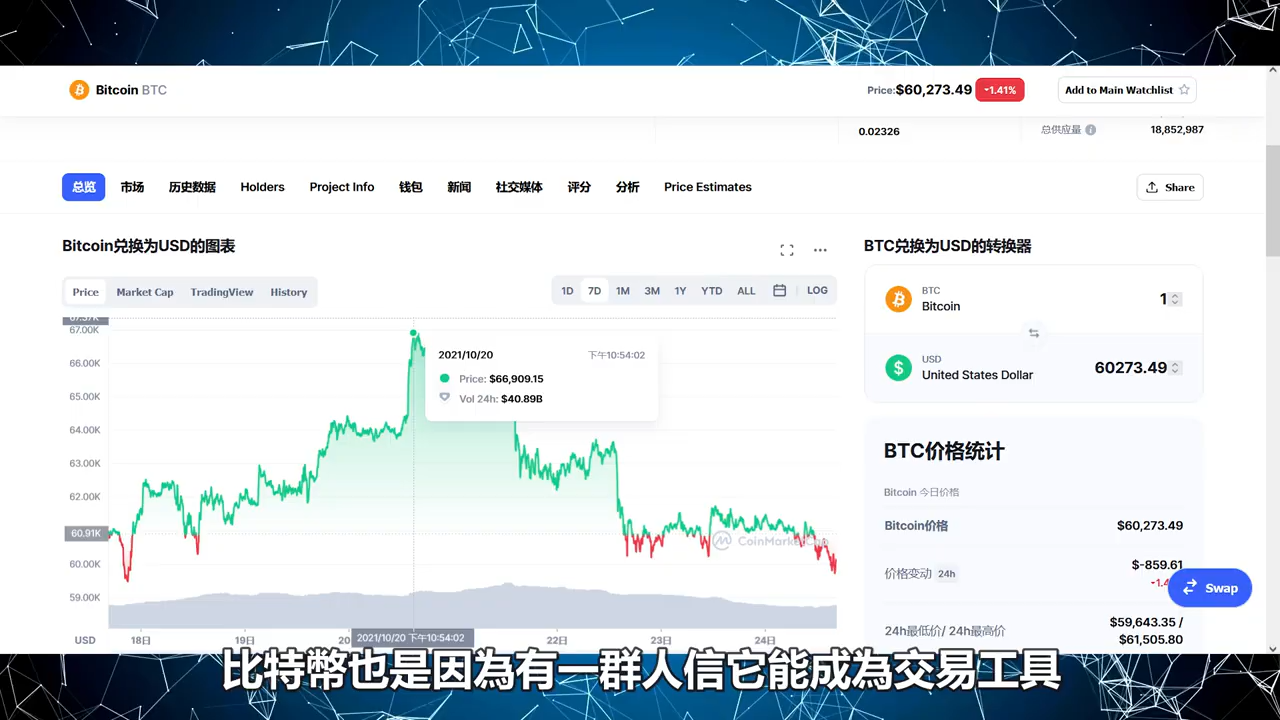 Bitcoin BTC
Price:$60,273.49 -1.41%
Add to Main Watchlist
0.02326
总供应量
18,852,987
总览 市场 历史数据 Holders Project Info 钱包 新闻 社交媒体 评分 分析 Price Estimates
Share
Bitcoin兑换为USD的图表
Price Market Cap TradingView History
1D 7D 1M 3M 1Y YTD ALL LOG
67.00K
66.00K
65.00K
64.00K
63.00K
62.00K
60.91K
60.00K
59.00K
2021/10/20 下午10:54:02
Price: $66,909.15
Vol 24h: $40.89B
CoinMarketCap
USD 18日 19日 20 2021/10/20 下午10:54:02 22日 23日 24日
BTC兑换为USD的转换器
BTC
Bitcoin
1
USD
United States Dollar
60273.49
BTC价格统计
Bitcoin 今日价格
Bitcoin价格
$60,273.49
价格变动 24h
$-859.61
Swap
24h最低价/ 24h最高价
$59,643.35 /
$61,505.80
比特幣也是因為有一群人信它能成為交易工具